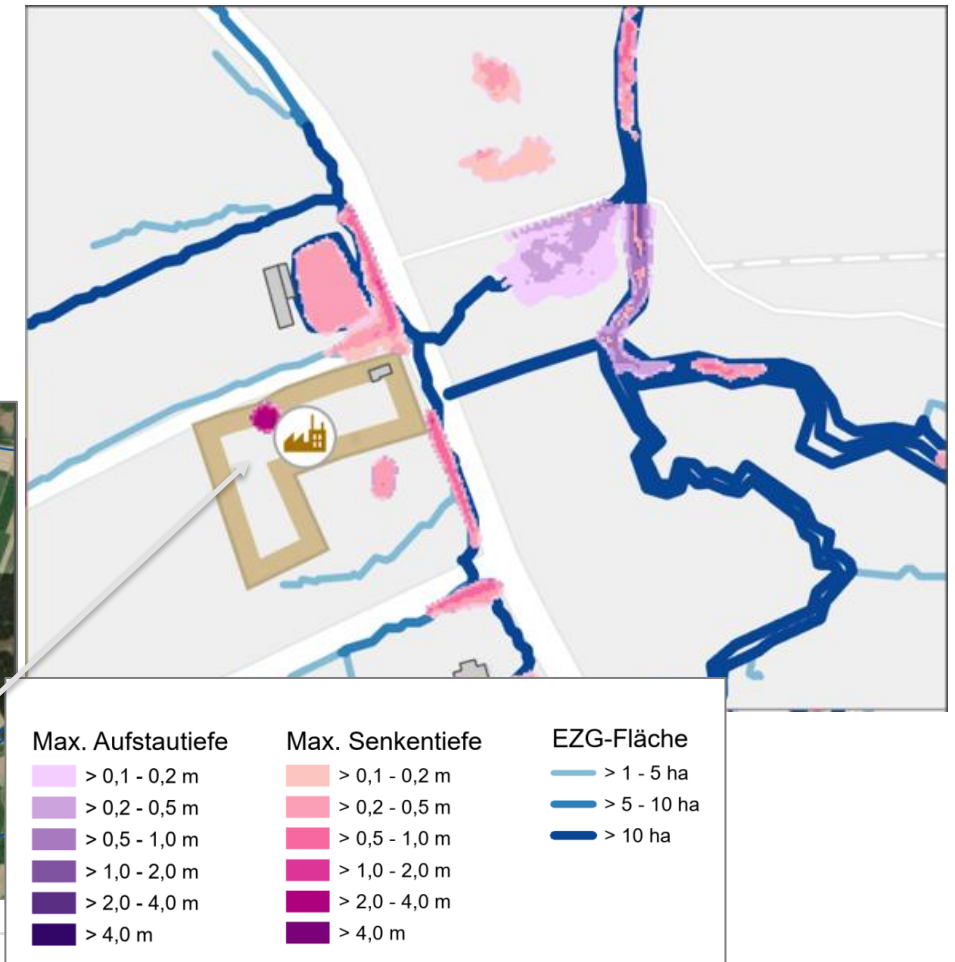 Max. Aufstautiefe
> 0,1 - 0,2 m
> 0,2 - 0,5 m
> 0,5 - 1,0 m
> 1,0 - 2,0 m
> 2,0 - 4,0 m
> 4,0 m
Max. Senkentiefe
> 0,1 - 0,2 m
> 0,2 - 0,5 m
> 0,5 - 1,0 m
> 1,0 - 2,0 m
> 2,0 - 4,0 m
> 4,0 m
EZG-Fläche
> 1 - 5 ha
> 5 - 10 ha
> 10 ha